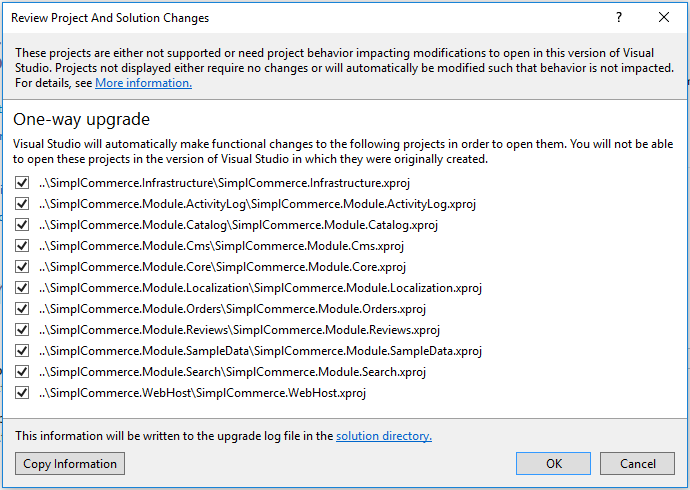 Review Project And Solution Changes
These projects are either not supported or need project behavior impacting modifications to open in this version of Visual
Studio. Projects not displayed either require no changes or will automatically be modified such that behavior is not impacted.
For details, see More information.
One-way upgrade
Visual Studio will automatically make functional changes to the following projects in order to open them. You will not be able
to open these projects in the version of Visual Studio in which they were originally created.
..\SimplCommerce.Infrastructure\SimplCommerce.Infrastructure.xproj
..\SimplCommerce.Module.ActivityLog\SimplCommerce.Module.ActivityLog.xproj
..\SimplCommerce.Module.Catalog\SimplCommerce.Module.Catalog.xproj
..\SimplCommerce.Module.Cms\SimplCommerce.Module.Cms.xproj
..\SimplCommerce.Module.Core\SimplCommerce.Module.Core.xproj
..\SimplCommerce.Module.Localization\SimplCommerce.Module.Localization.xproj
..\SimplCommerce.Module.Orders\SimplCommerce.Module.Orders.xproj
..\SimplCommerce.Module.Reviews\SimplCommerce.Module.Reviews.xproj
..\SimplCommerce.Module.SampleData\SimplCommerce.Module.SampleData.xproj
..\SimplCommerce.Module.Search\SimplCommerce.Module.Search.xproj
..\SimplCommerce.WebHost\SimplCommerce.WebHost.xproj
This information will be written to the upgrade log file in the solution directory.
Copy Information OK Cancel